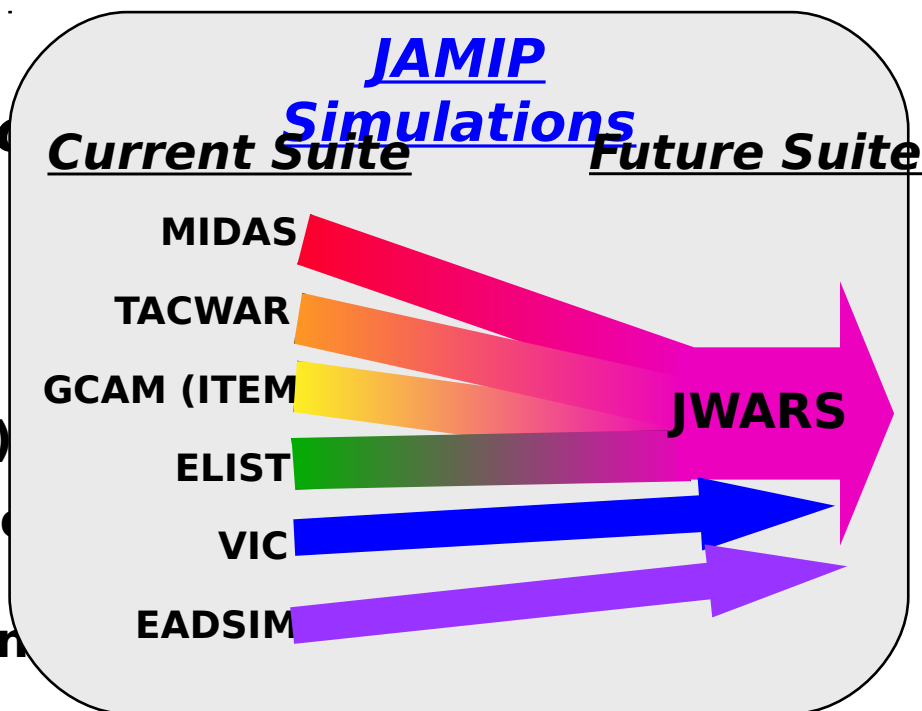 JAMIP
Simulations
Current Suite
Future Suite
MIDAS
TACWAR
GCAM (ITEM
ELIST
VIC
EADSIM
JWARS